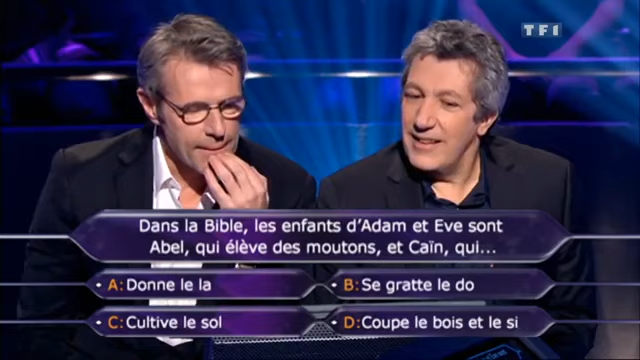 TF1
Dans la Bible, les enfants d'Adam et Eve sont
Abel, qui élève des moutons, et Caïn, qui...
A: Donne le la
B: Se gratte le do
C: Cultive le sol
D: Coupe le bois et le si